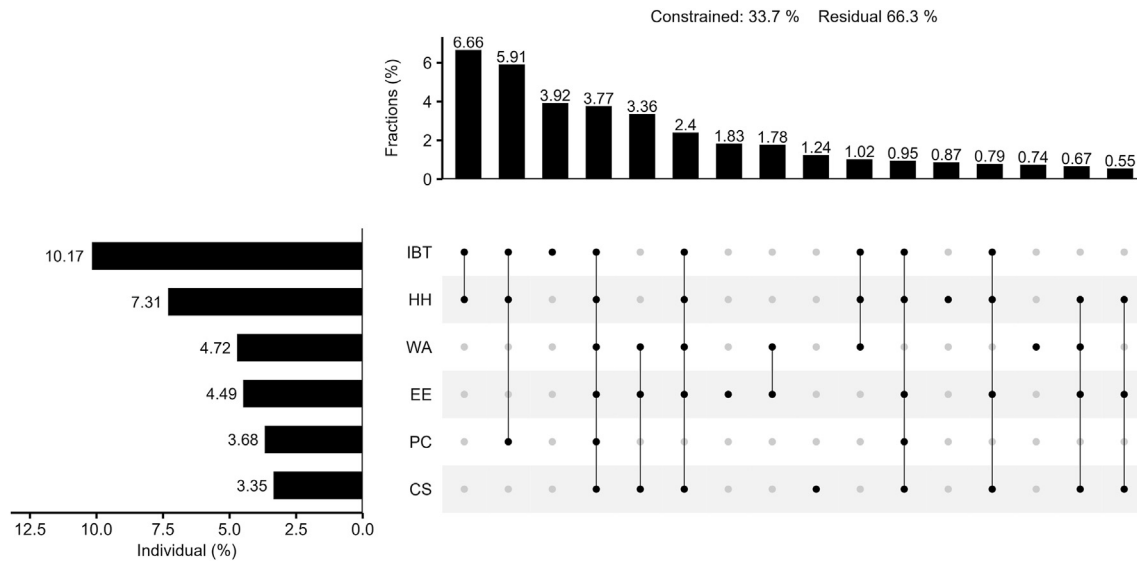 Constrained: 33.7 % Residual 66.3 %
6.66 5.91 3.92 3.77 3.36 2.4 1.83 1.78 1.24 1.02 0.95 0.87 0.79 0.74 0.67 0.55
Fractions (%)
6
4
2
0
10.17 IBT
7.31 HH
4.72 WA
4.49 EE
3.68 PC
3.35 CS
12.5 10.0 7.5 5.0 2.5 0.0
Individual (%)